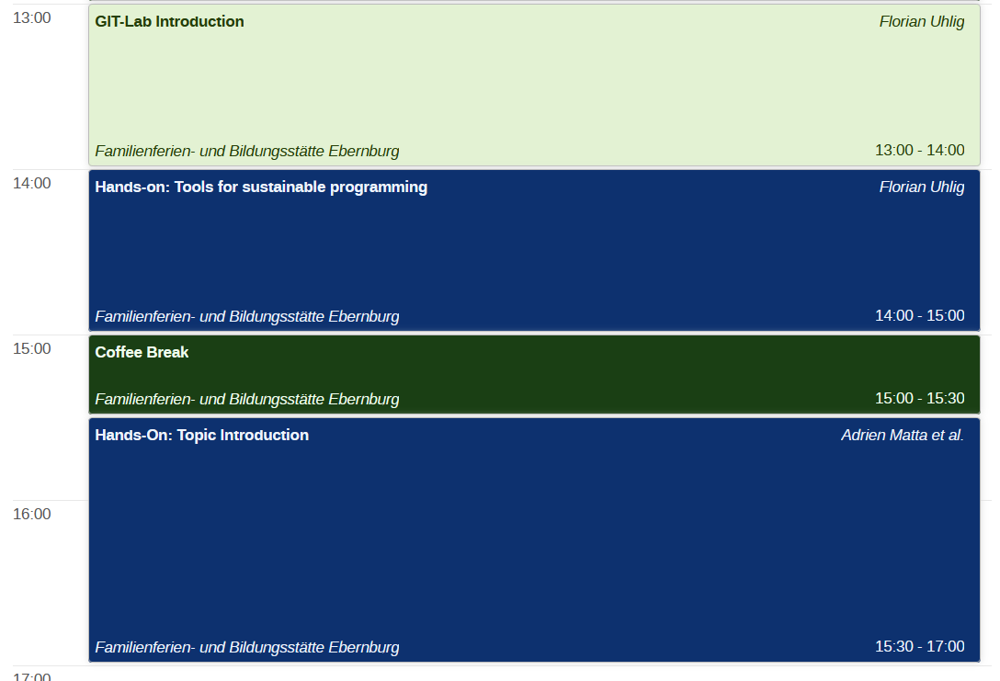 13:00
GIT-Lab Introduction Florian Uhlig
Familienferien- und Bildungsstätte Ebernburg 13:00 - 14:00
14:00
Hands-on: Tools for sustainable programming Florian Uhlig
Familienferien- und Bildungsstätte Ebernburg 14:00 - 15:00
15:00
Coffee Break
Familienferien- und Bildungsstätte Ebernburg 15:00 - 15:30
Hands-On: Topic Introduction Adrien Matta et al.
16:00
Familienferien- und Bildungsstätte Ebernburg 15:30 - 17:00
17:00